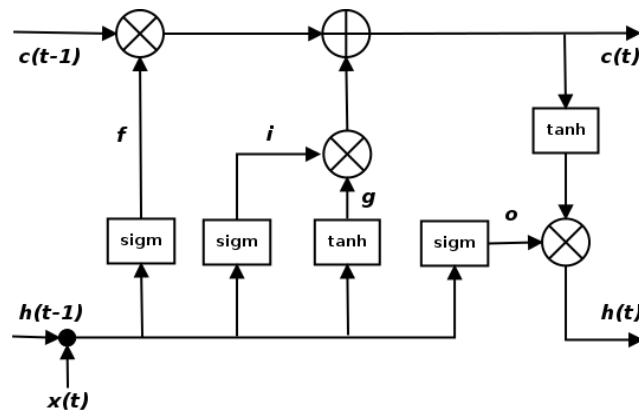 c(t-1)
c(t)
tanh
f
i
g
sigm
sigm
tanh
sigm
o
h(t-1)
h(t)
x(t)